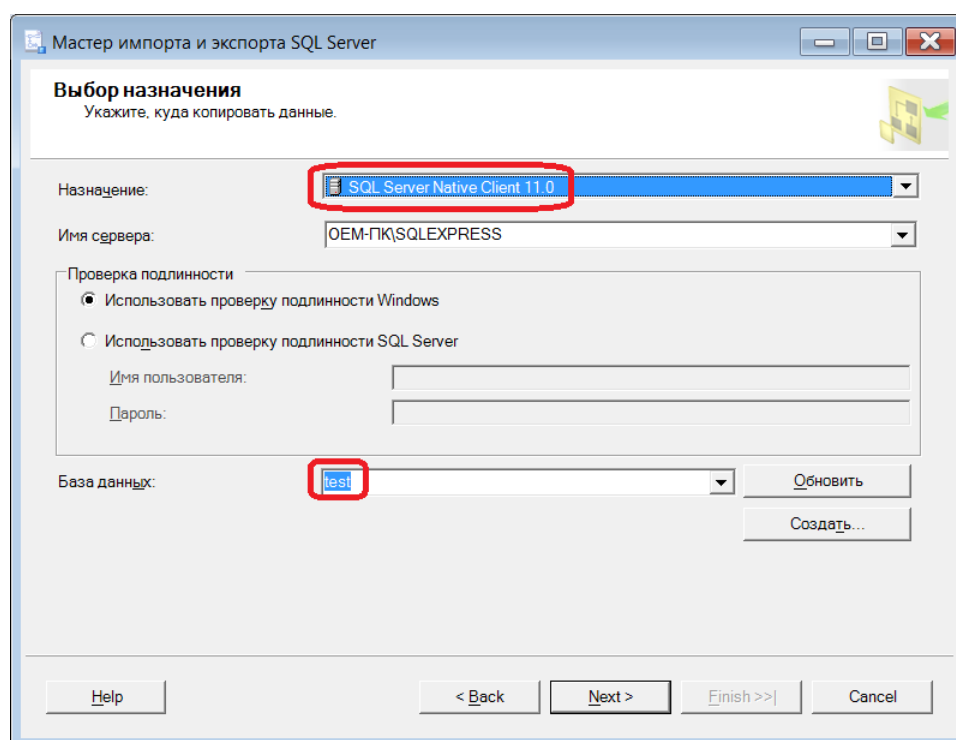 Мастер импорта и экспорта SQL Server
Выбор назначения
Укажите, куда копировать данные.
Назначение:
SQL Server Native Client 11.0
Имя сервера:
OEM-ПК\SQLEXPRESS
Проверка подлинности
Использовать проверку подлинности Windows
Использовать проверку подлинности SQL Server
Имя пользователя:
Пароль:
База данных:
test
Обновить
Создать...
Help
< Back
Next >
Finish >>|
Cancel